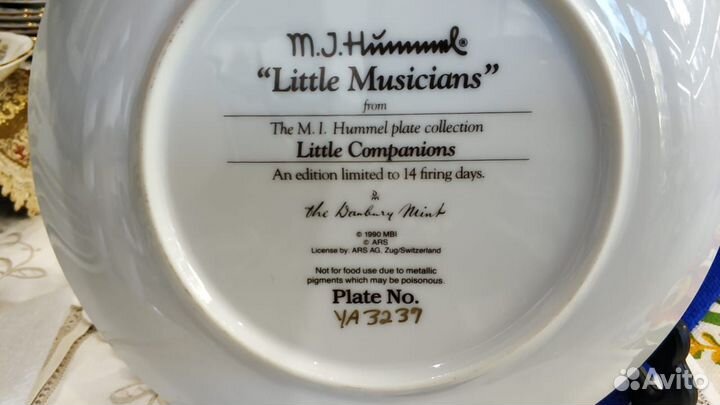 M.J.Hummel®
“Little Musicians”
from
The M. I. Hummel plate collection
Little Companions
An edition limited to 14 firing days.
DM
the Danbury Mint
© 1990 MBI
© ARS
License by: ARS AG. Zug/Switzerland
Not for food use due to metallic
pigments which may be poisonous.
Plate No.
YA3239
Avito